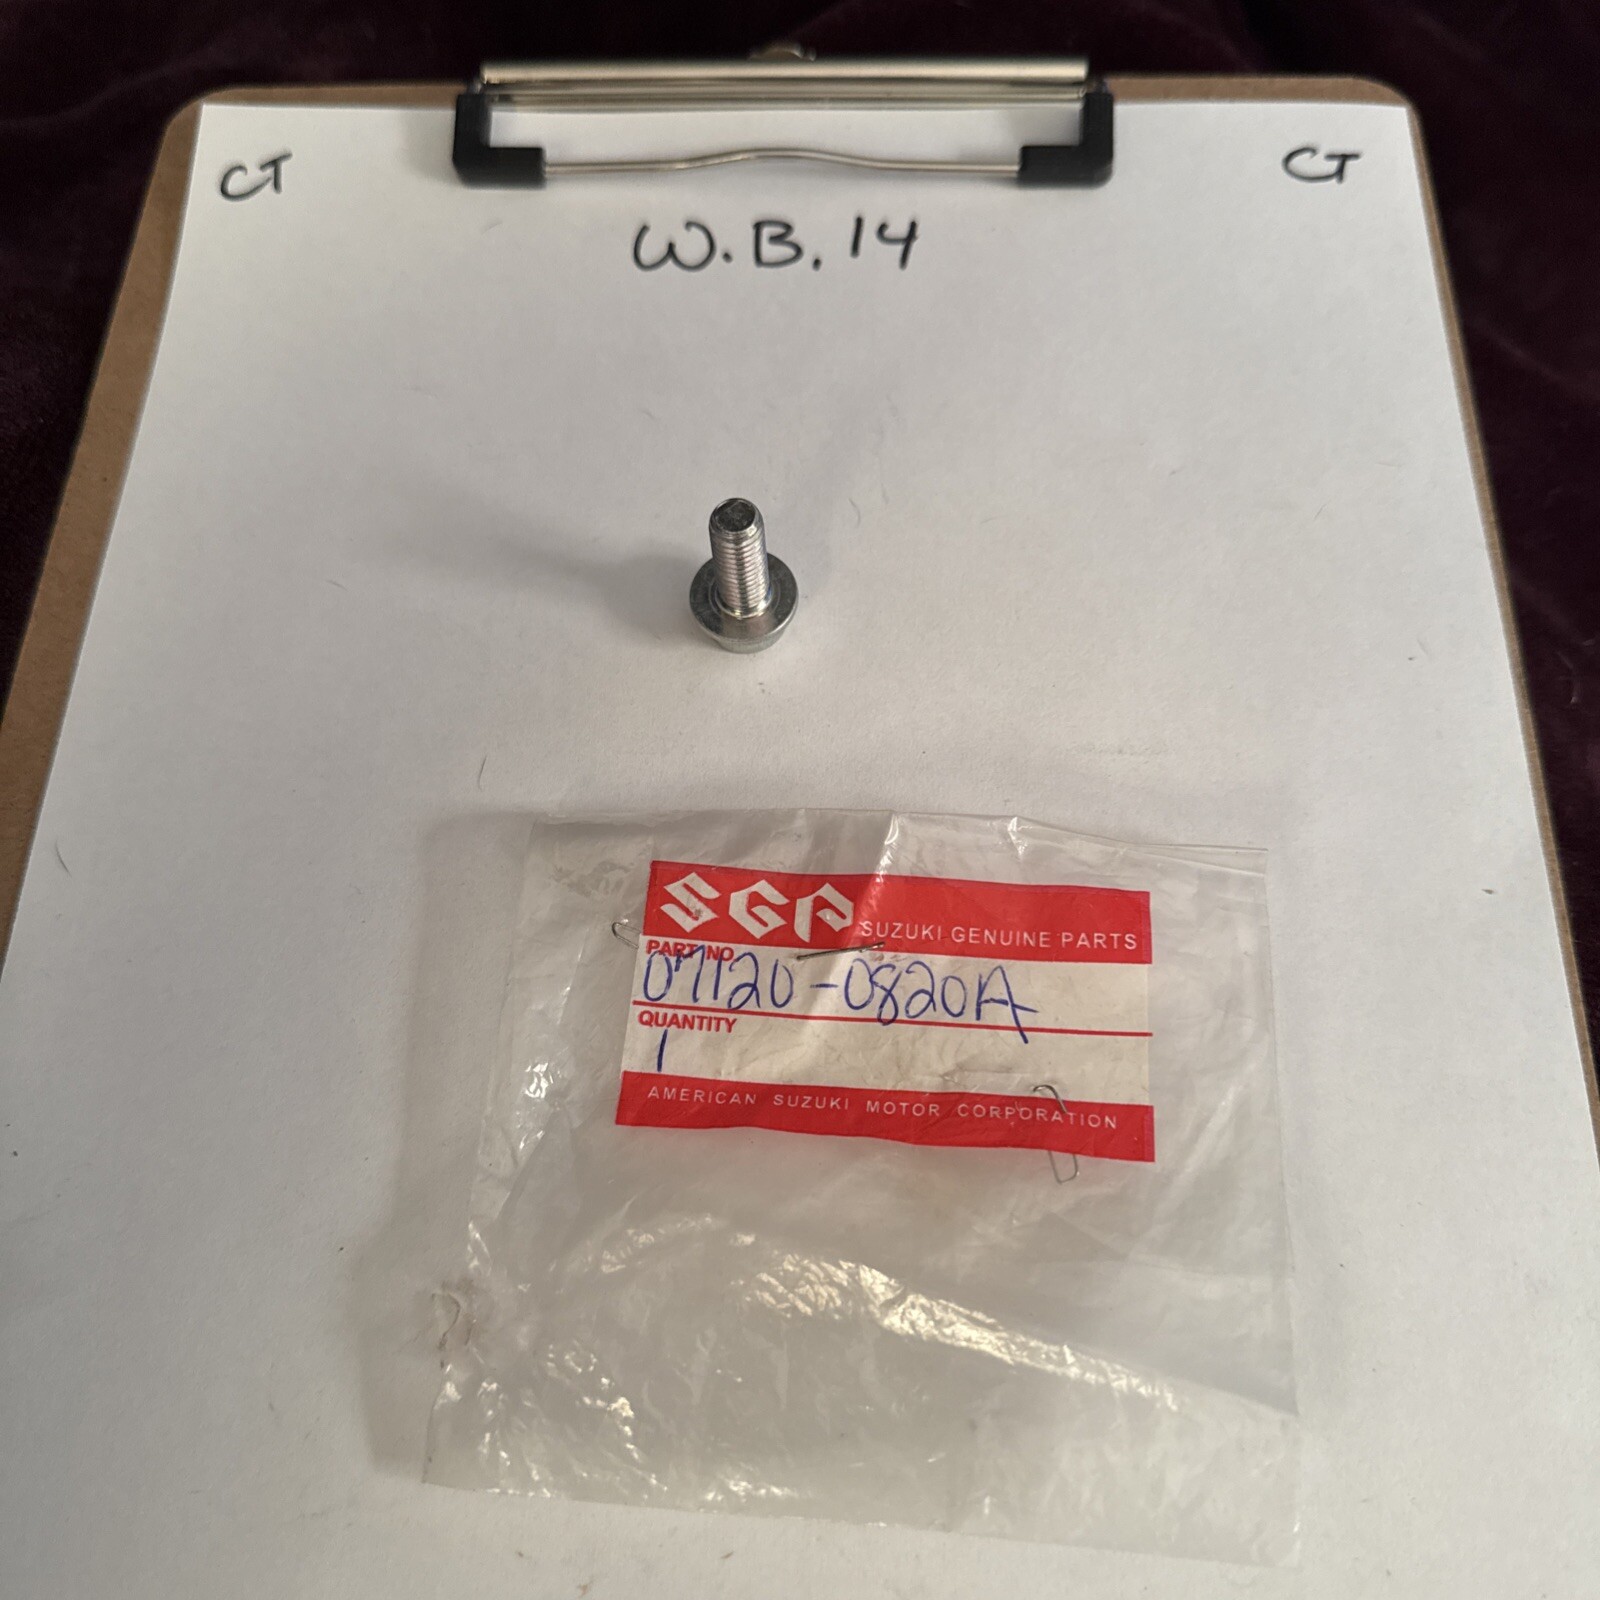 CT
CT
W.B. 14
SGP SUZUKI GENUINE PARTS
PART NO.
07120-0820A
QUANTITY
1
AMERICAN SUZUKI MOTOR CORPORATION